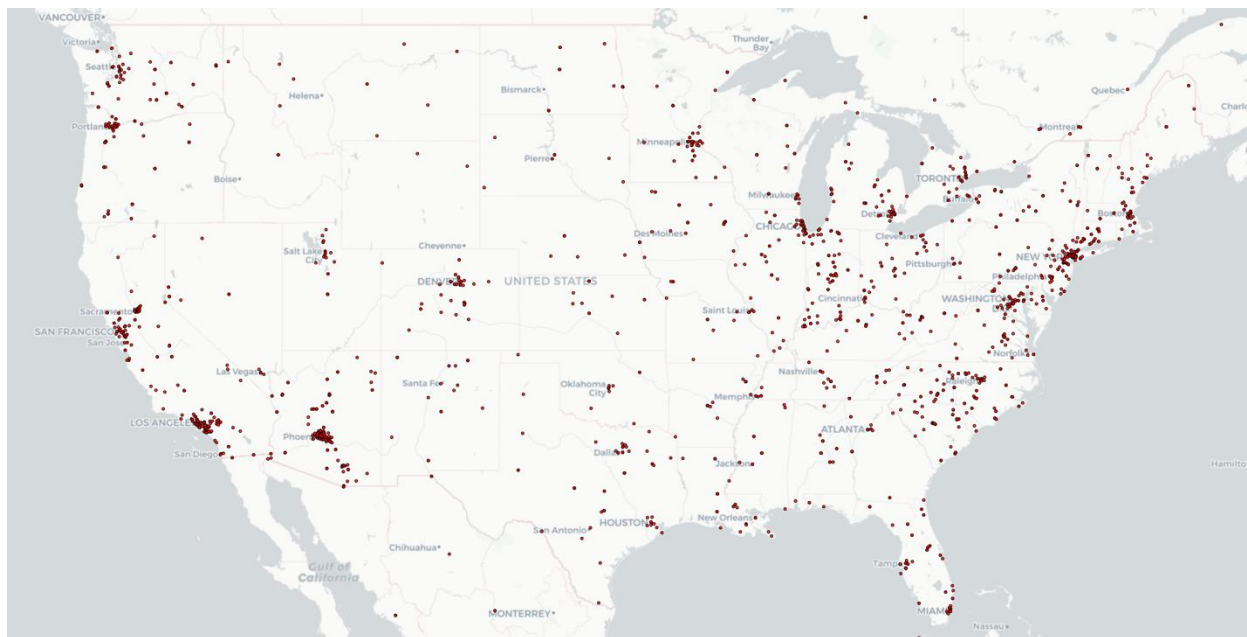 VANCOUVER
Victoria
Seattle
Thunder
Bay
Quebec
Helena
Bismarck
Montreal
Portland
Minneapolis
Pierre
TORONTO
Boise
Milwaukee
Buffalo
Detroit
Boston
CHICAGO
Des Moines
Cleveland
Salt Lake
City
Cheyenne
NEW YORK
Pittsburgh
DENVER
UNITED STATES
Philadelphia
Cincinnati
WASHINGTON
Sacramento
Saint Louis
SAN FRANCISCO
San Jose
Norfolk
Las Vegas
Nashville
Raleigh
Santa Fe
Oklahoma
City
Memphis
LOS ANGELES
ATLANTA
Phoenix
San Diego
Dallas
Jackson
Hamilton
New Orleans
HOUSTON
San Antonio
Chihuahua
Gulf of
California
Tampa
MONTERREY
MIAMI
Nassau